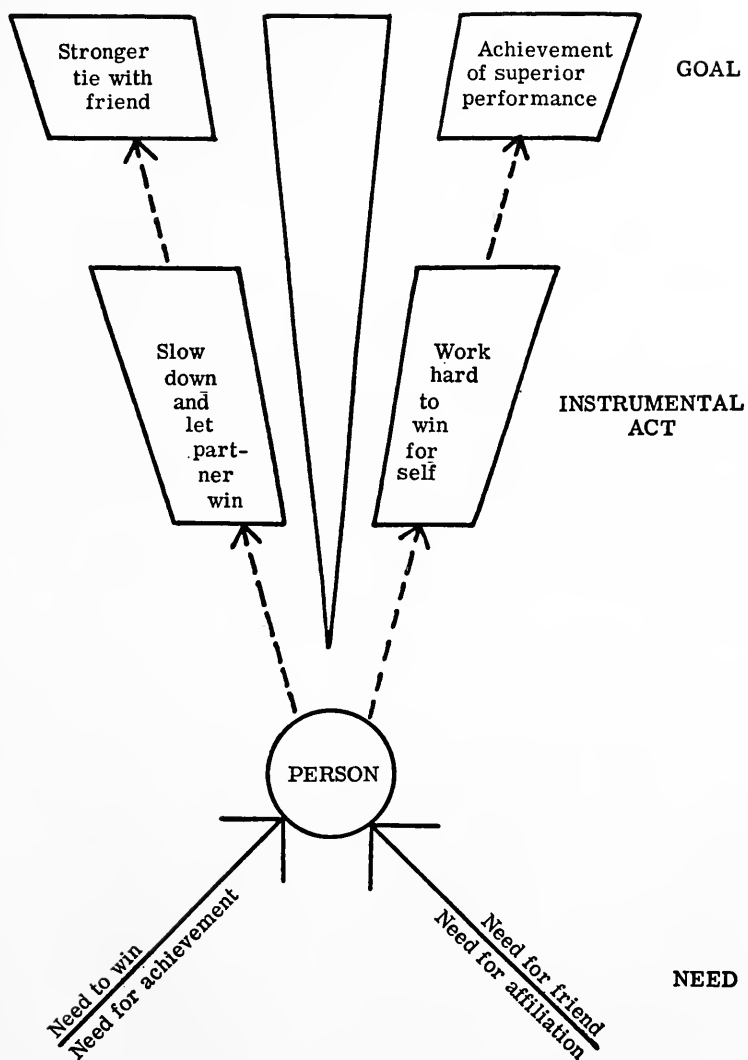 Stronger
tie with
friend
Achievement
of superior
performance
GOAL
Slow
down
and
let
part-
ner
win
Work
hard
to
win
for
self
INSTRUMENTAL
ACT
PERSON
Need to win
Need for achievement
Need for friend
Need for affiliation
NEED